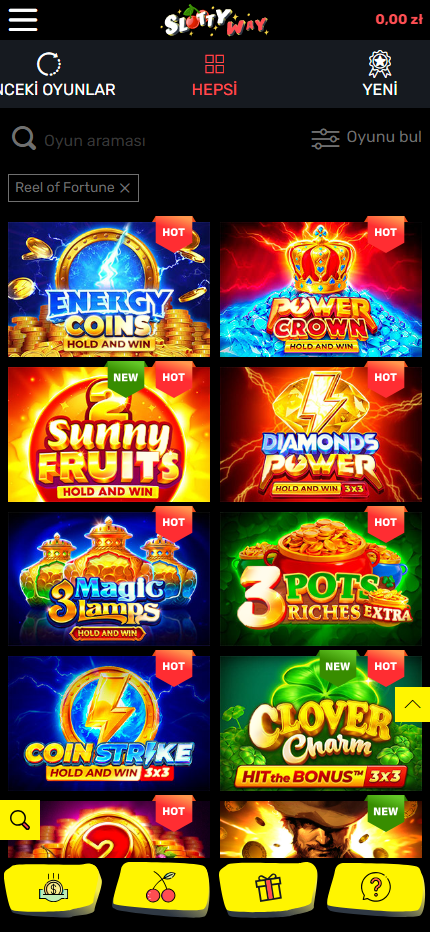 SLOTTY WAY
0,00 zł
NCEKİ OYUNLAR
HEPSİ
YENİ
Oyun araması
Oyunu bul
Reel of Fortune
HOT
ENERGY
COINS
HOLD AND WIN
HOT
POWER
CROWN
HOLD AND WIN
NEW
HOT
2
Sunny
FRUITS
HOLD AND WIN
HOT
DIAMONDS
POWER
HOLD AND WIN 3x3
HOT
3 Magic
Lamps
HOLD AND WIN
HOT
3 POTS
RICHES EXTRA
HOT
COIN STRIKE
HOLD AND WIN 3x3
NEW
HOT
CLOVER
Charm
HIT the BONUS™ 3x3
HOT
2
NEW